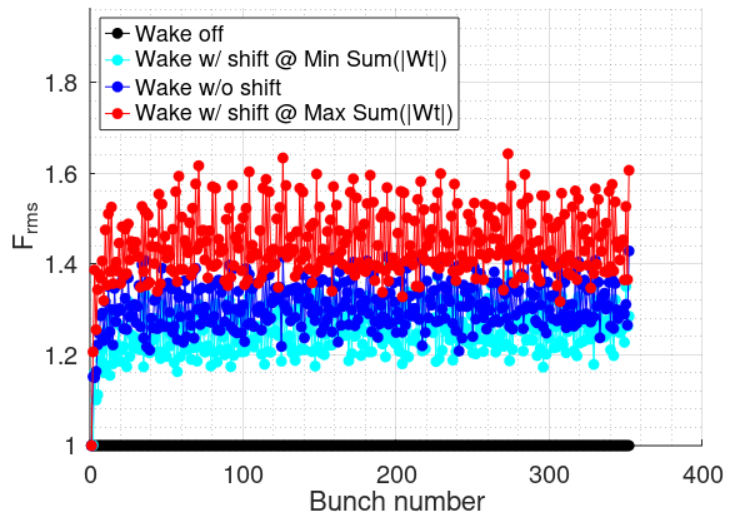 Wake off
Wake w/ shift @ Min Sum(|Wt|)
Wake w/o shift
Wake w/ shift @ Max Sum(|Wt|)
1.8
1.6
1.4
1.2
1
F_rms
0 100 200 300 400
Bunch number